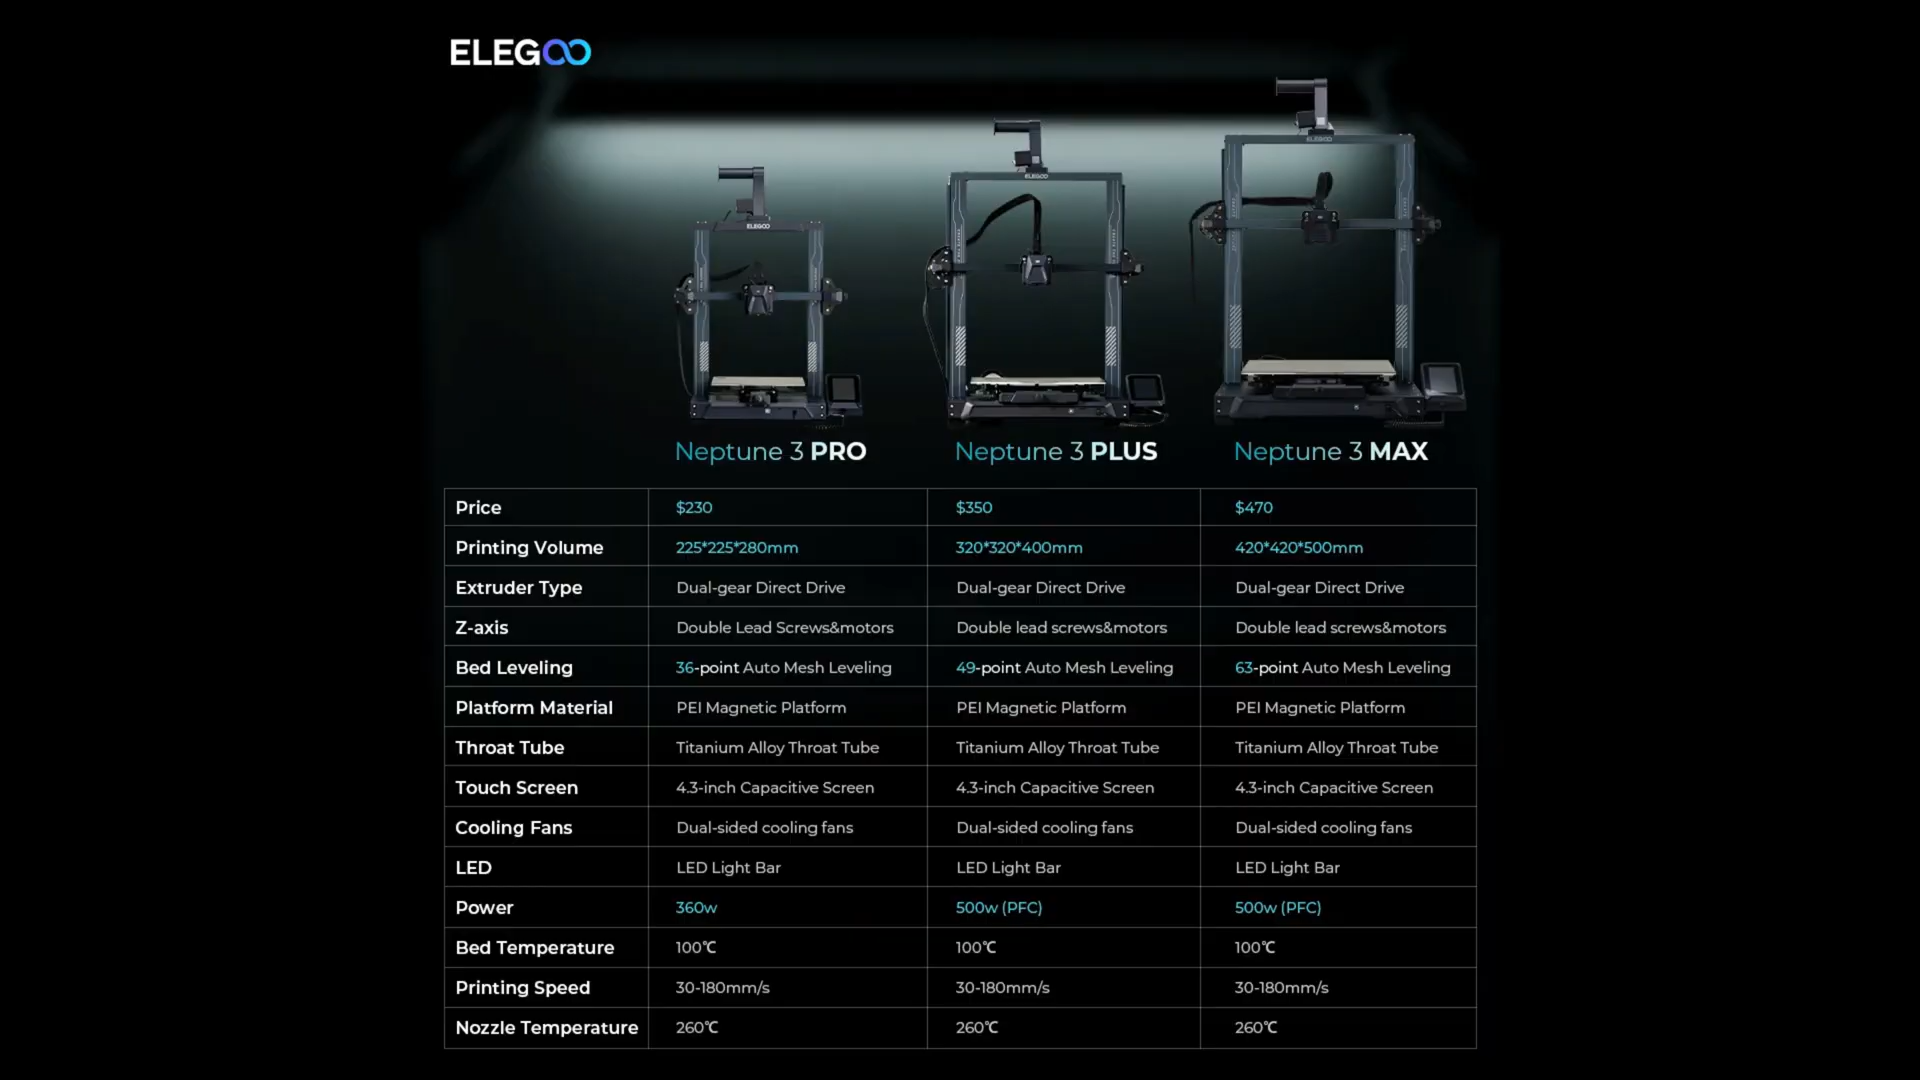 ELEGOO
ELEGOO
ELEGOO
ELEGOO
Neptune 3 PRO Neptune 3 PLUS Neptune 3 MAX
Price $230 $350 $470
Printing Volume 225*225*280mm 320*320*400mm 420*420*500mm
Extruder Type Dual-gear Direct Drive Dual-gear Direct Drive Dual-gear Direct Drive
Z-axis Double Lead Screws&motors Double lead screws&motors Double lead screws&motors
Bed Leveling 36-point Auto Mesh Leveling 49-point Auto Mesh Leveling 63-point Auto Mesh Leveling
Platform Material PEI Magnetic Platform PEI Magnetic Platform PEI Magnetic Platform
Throat Tube Titanium Alloy Throat Tube Titanium Alloy Throat Tube Titanium Alloy Throat Tube
Touch Screen 4.3-inch Capacitive Screen 4.3-inch Capacitive Screen 4.3-inch Capacitive Screen
Cooling Fans Dual-sided cooling fans Dual-sided cooling fans Dual-sided cooling fans
LED LED Light Bar LED Light Bar LED Light Bar
Power 360w 500w (PFC) 500w (PFC)
Bed Temperature 100℃ 100℃ 100℃
Printing Speed 30-180mm/s 30-180mm/s 30-180mm/s
Nozzle Temperature 260℃ 260℃ 260℃